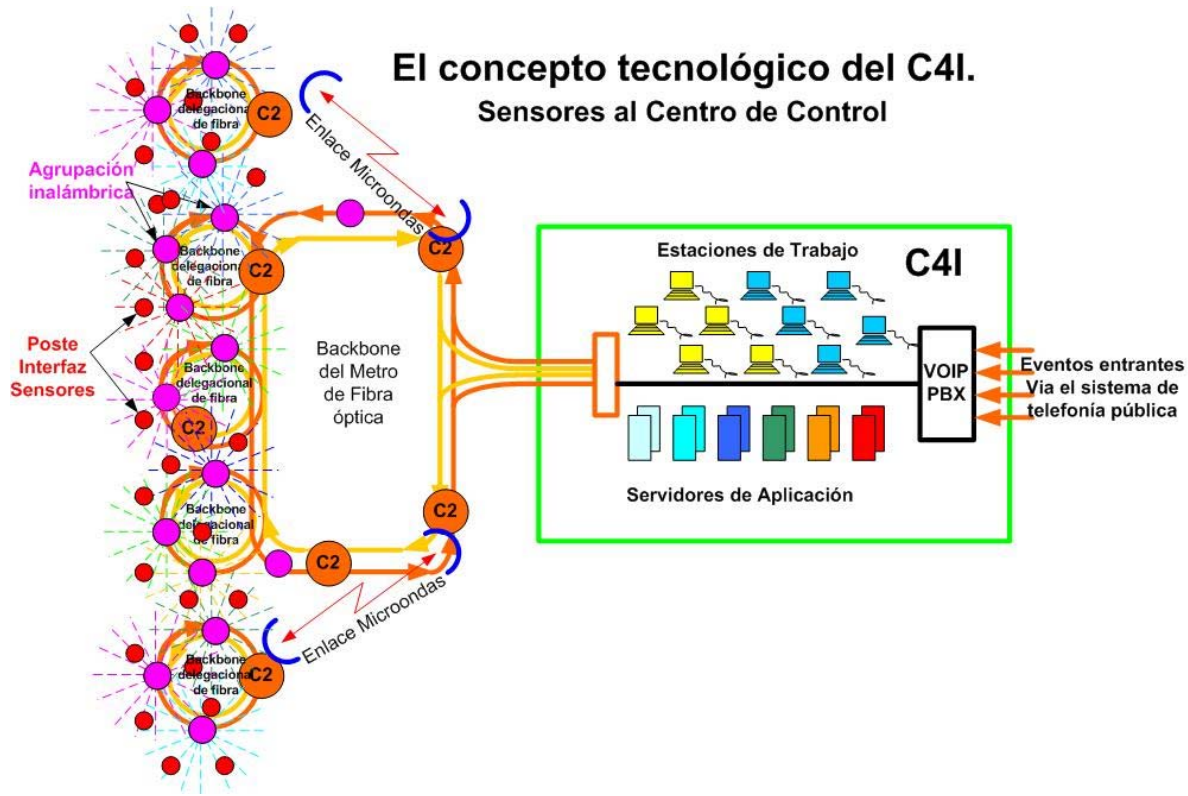 El concepto tecnológico del C4I.
Sensores al Centro de Control
Backbone
delegacional
de fibra
C2
Enlace Microondas
Agrupación
inalámbrica
Backbone
delegacional
de fibra
C2
C2
Poste
Interfaz
Sensores
Backbone
delegacional
de fibra
C2
Backbone
del Metro
de Fibra
óptica
Backbone
delegacional
de fibra
C2
C2
Enlace Microondas
Backbone
delegacional
de fibra
C2
Estaciones de Trabajo
C4I
VOIP
PBX
Eventos entrantes
Via el sistema de
telefonía pública
Servidores de Aplicación